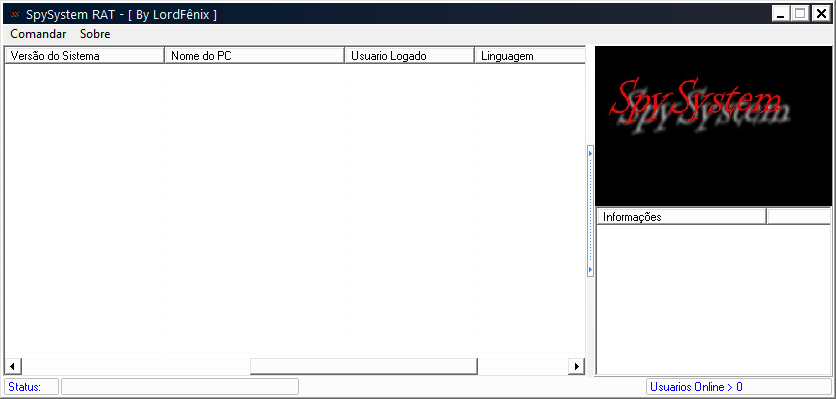 SpySystem RAT - [ By LordFênix ]
Comandar Sobre
Versão do Sistema Nome do PC Usuario Logado Linguagem
SpySystem
Informações
Status:
Usuarios Online > 0